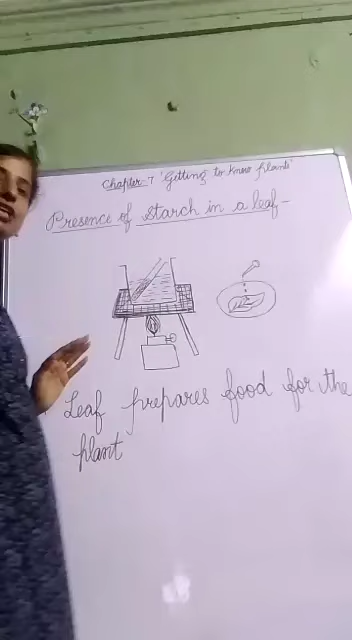 Chapter-7 'Getting to know plants'
Presence of starch in a leaf-
Leaf prepares food for the
plant